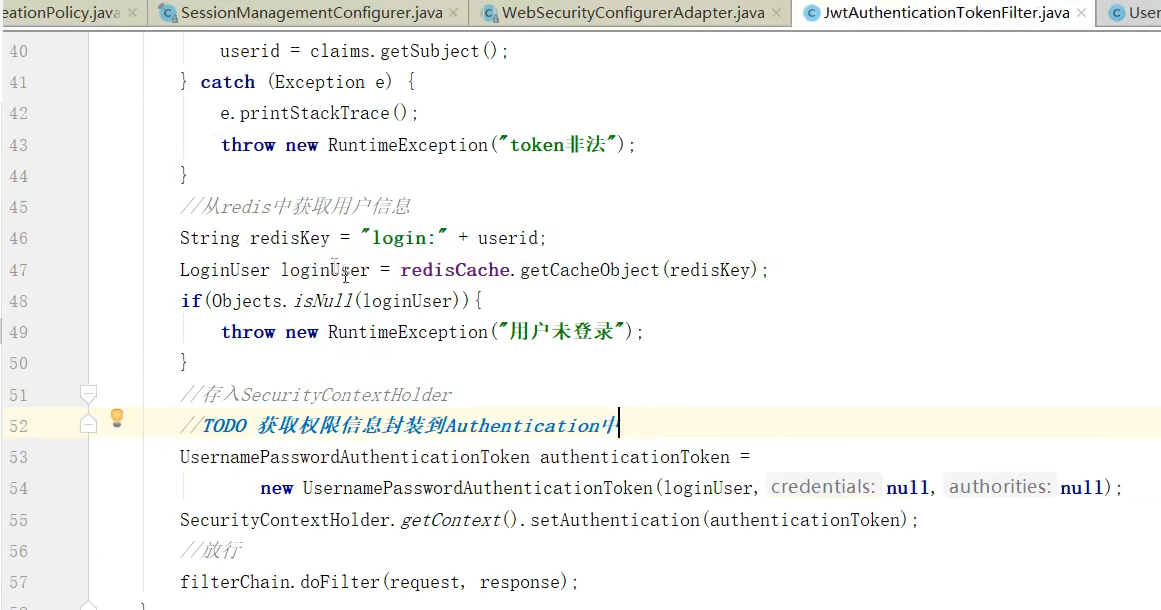 eationPolicy.java SessionManagementConfigurer.java WebSecurityConfigurerAdapter.java JwtAuthenticationTokenFilter.java User
40 userid = claims.getSubject();
41 } catch (Exception e) {
42 e.printStackTrace();
43 throw new RuntimeException("token非法");
44 }
45 //从redis中获取用户信息
46 String redisKey = "login:" + userid;
47 LoginUser loginUser = redisCache.getCacheObject(redisKey);
48 if(Objects.isNull(loginUser)){
49 throw new RuntimeException("用户未登录");
50 }
51 //存入SecurityContextHolder
52 //TODO 获取权限信息封装到Authentication中
53 UsernamePasswordAuthenticationToken authenticationToken =
54 new UsernamePasswordAuthenticationToken(loginUser, credentials: null, authorities: null);
55 SecurityContextHolder.getContext().setAuthentication(authenticationToken);
56 //放行
57 filterChain.doFilter(request, response);